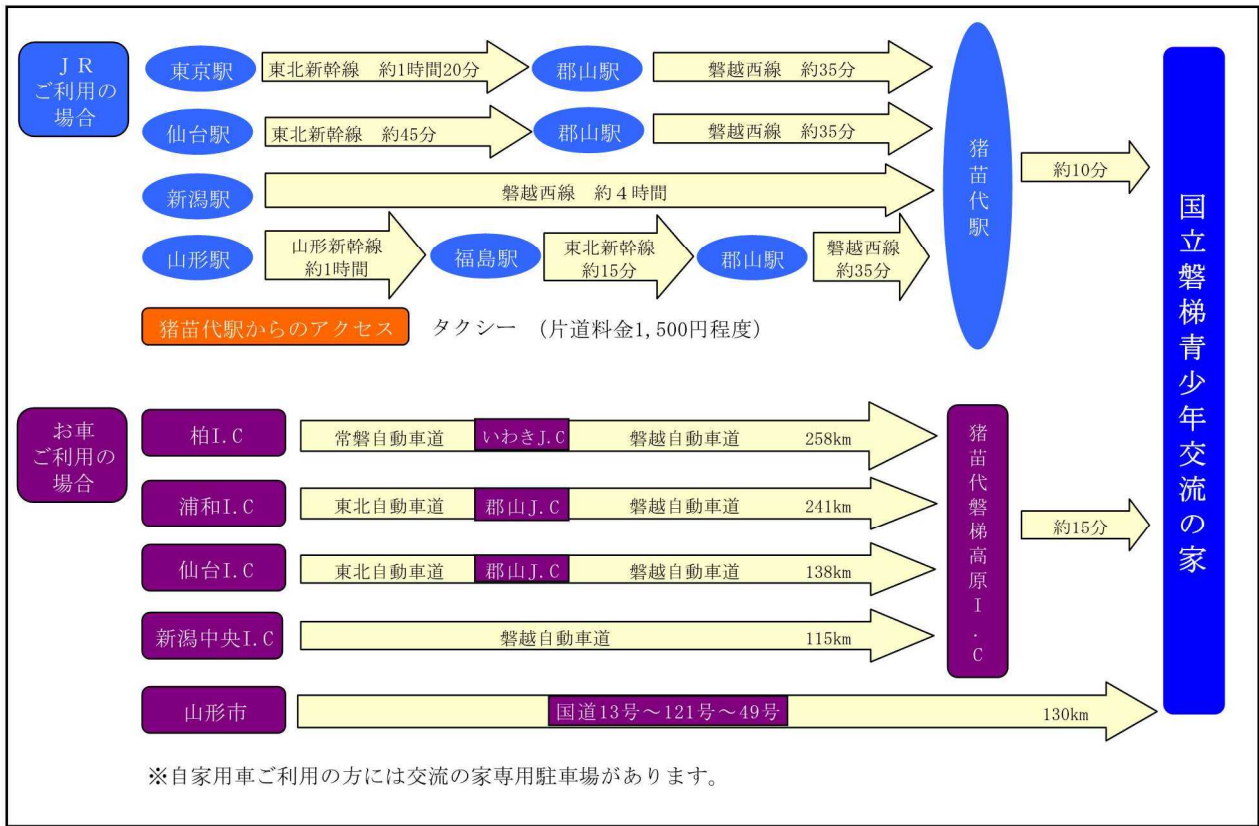 ＪＲ
ご利用の
場合
東京駅
東北新幹線　約1時間20分
郡山駅
磐越西線　約35分
仙台駅
東北新幹線　約45分
郡山駅
磐越西線　約35分
新潟駅
磐越西線　約４時間
山形駅
山形新幹線
約1時間
福島駅
東北新幹線
約15分
郡山駅
磐越西線
約35分
猪苗代駅
約10分
猪苗代駅からのアクセス
タクシー　（片道料金1,500円程度）
国立磐梯青少年交流の家
お車
ご利用の
場合
柏I.C
常磐自動車道
いわきJ.C
磐越自動車道
258km
浦和I.C
東北自動車道
郡山J.C
磐越自動車道
241km
仙台I.C
東北自動車道
郡山J.C
磐越自動車道
138km
新潟中央I.C
磐越自動車道
115km
猪苗代磐梯高原I.C
約15分
山形市
国道13号～121号～49号
130km
※自家用車ご利用の方には交流の家専用駐車場があります。